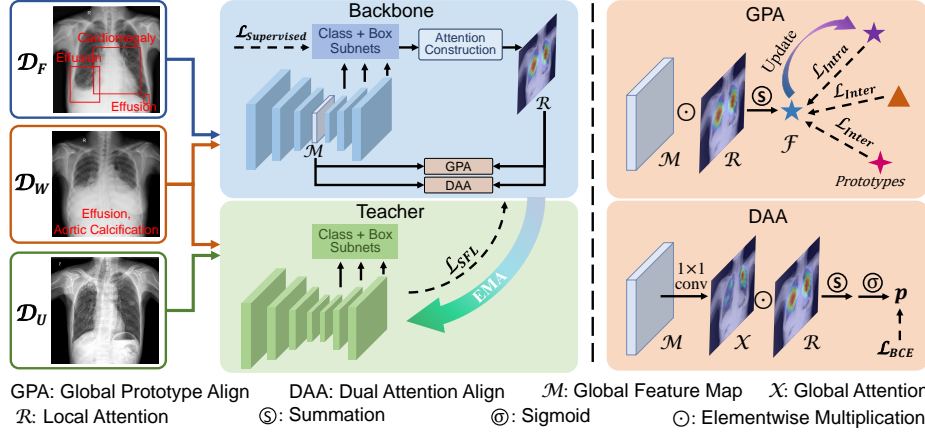 Backbone
GPA
D_F
Cardiomegaly
Effusion
Effusion
L_Supervised
Class + Box
Subnets
Attention
Construction
R
M
GPA
DAA
Update
L_Intra
L_Inter
L_Inter
M
R
S
F
Prototypes
D_W
Effusion,
Aortic Calcification
Teacher
Class + Box
Subnets
L_SFL
EMA
D_U
DAA
1×1
conv
M
X
R
S
σ
p
L_BCE
GPA: Global Prototype Align DAA: Dual Attention Align M: Global Feature Map X: Global Attention
R: Local Attention Ⓢ: Summation σ: Sigmoid ⊙: Elementwise Multiplication